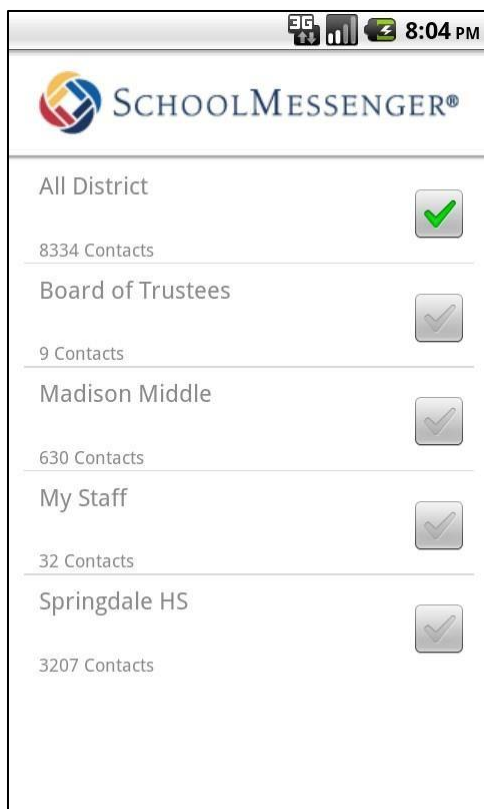 3G 8:04 PM
SCHOOLMESSENGER®
All District
8334 Contacts
Board of Trustees
9 Contacts
Madison Middle
630 Contacts
My Staff
32 Contacts
Springdale HS
3207 Contacts